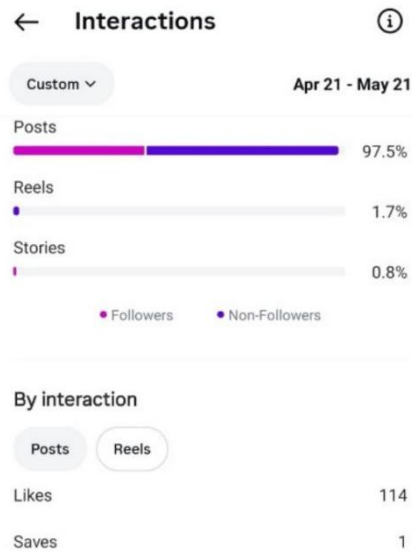 Interactions
Custom
Apr 21 - May 21
Posts
97.5%
Reels
1.7%
Stories
0.8%
Followers Non-Followers
By interaction
Posts Reels
Likes 114
Saves 1